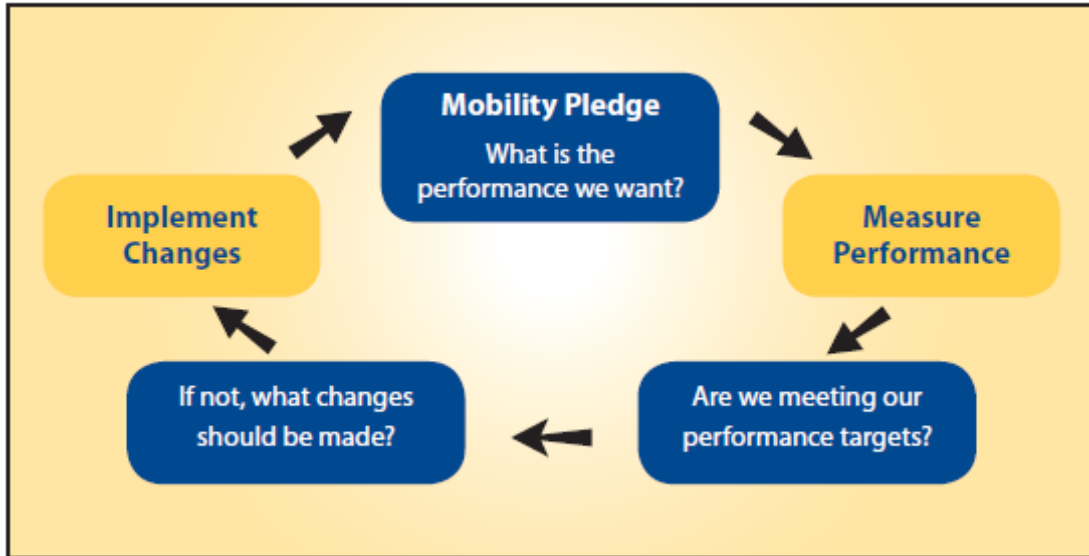 Mobility Pledge
What is the
performance we want?
Measure
Performance
Are we meeting our
performance targets?
If not, what changes
should be made?
Implement
Changes